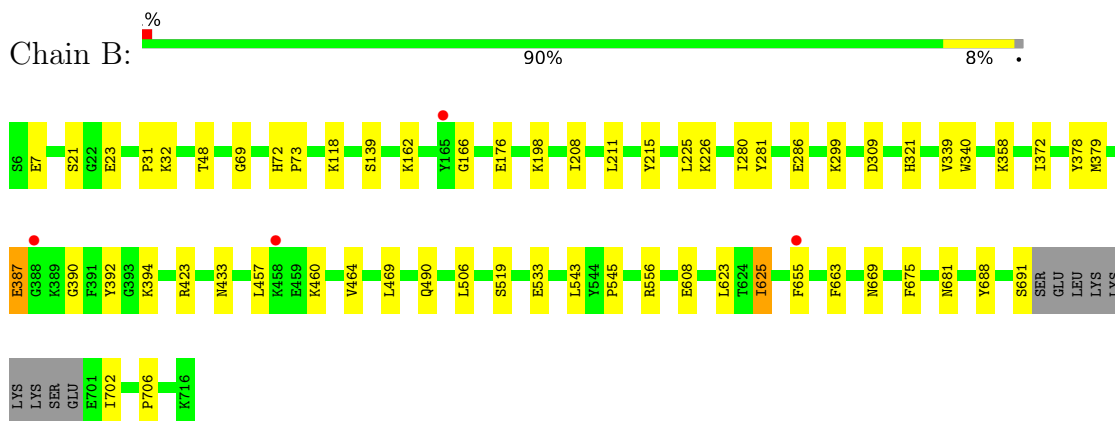 %
Chain B:
90% 8% •
S6 E7 S21 G22 E23 P31 K32 T48 G69 H72 P73 K118 S139 K162 Y165 G166 E176 K198 I208 L211 Y215 L225 K226 I280 Y281 E286 K299 D309 H321 V339 W340 K358 I372 Y378 M379
E387 G388 K389 G390 F391 Y392 G393 K394 R423 N433 L457 K458 E459 K460 V464 L469 Q490 L506 S519 E533 L543 Y544 P545 R556 E608 L623 T624 I625 F655 F663 N669 F675 N681 Y688 S691 SER GLU LEU LYS LYS
LYS LYS SER GLU E701 I702 P706 K716